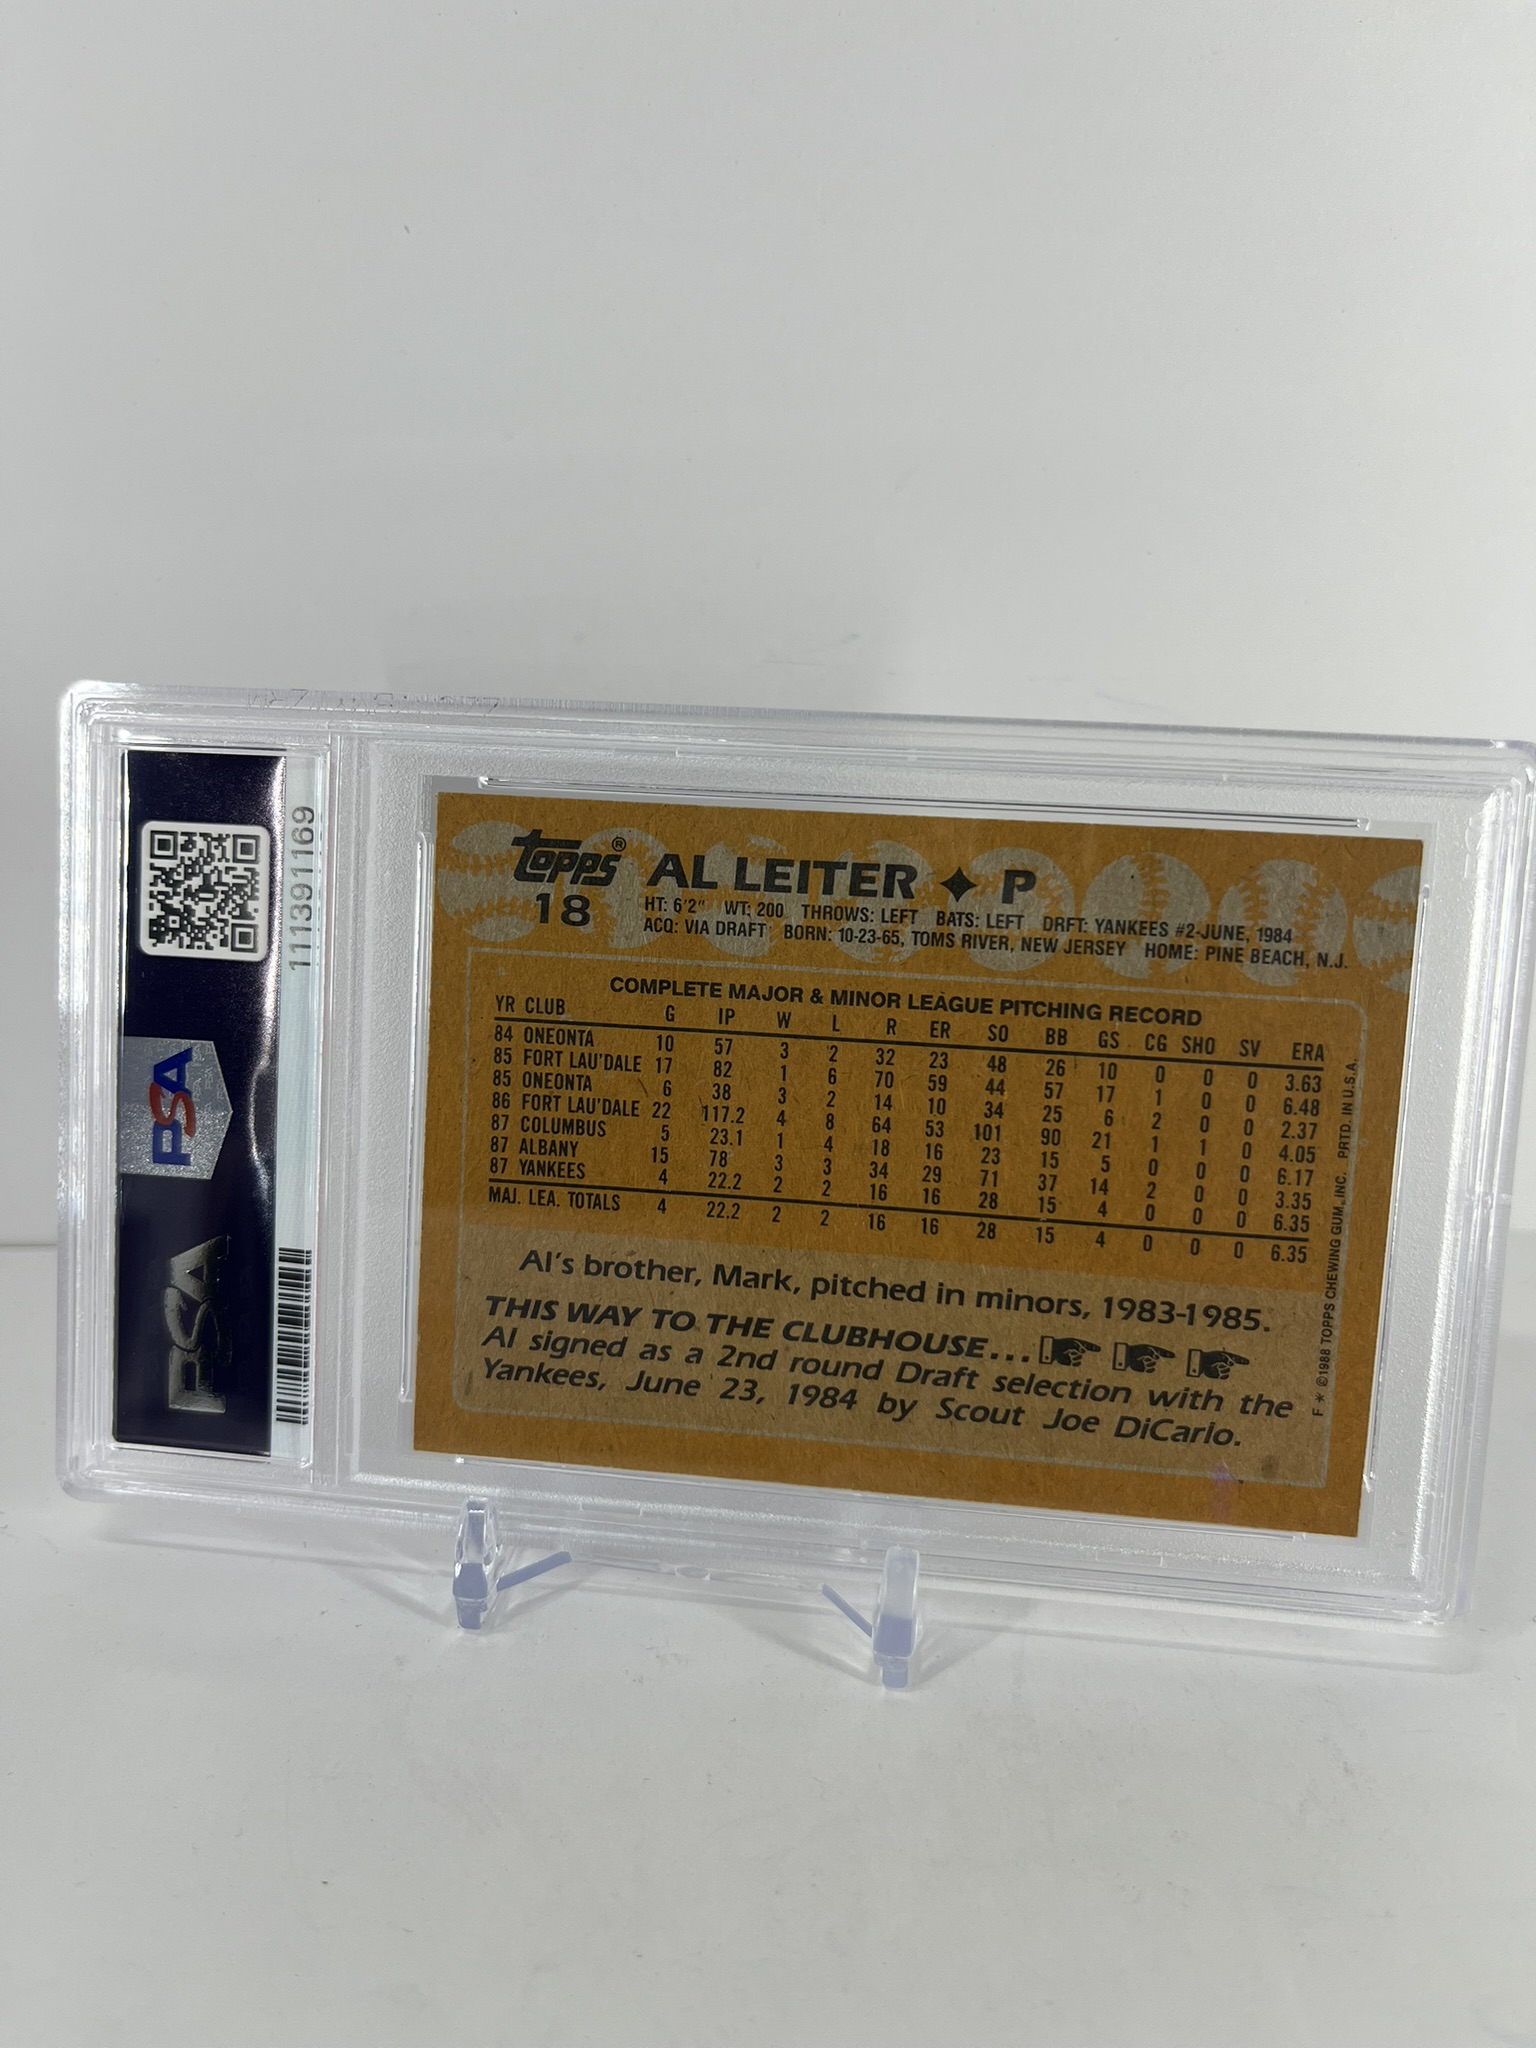 topps® AL LEITER ✦ P
18
HT: 6'2" WT: 200 THROWS: LEFT BATS: LEFT DRFT: YANKEES #2-JUNE, 1984
ACQ: VIA DRAFT BORN: 10-23-65, TOMS RIVER, NEW JERSEY HOME: PINE BEACH, N.J.
COMPLETE MAJOR & MINOR LEAGUE PITCHING RECORD
YR CLUB G IP W L R ER SO BB GS CG SHO SV ERA
84 ONEONTA 10 57 3 2 32 23 48 26 10 0 0 0 3.63
85 FORT LAU'DALE 17 82 1 6 70 59 44 57 17 1 0 0 6.48
85 ONEONTA 6 38 3 2 14 10 34 25 6 2 0 0 2.37
86 FORT LAU'DALE 22 117.2 4 8 64 53 101 90 21 1 1 0 4.05
87 COLUMBUS 5 23.1 1 4 18 16 23 15 5 0 0 0 6.17
87 ALBANY 15 78 3 3 34 29 71 37 14 2 0 0 3.35
87 YANKEES 4 22.2 2 2 16 16 28 15 4 0 0 0 6.35
MAJ. LEA. TOTALS 4 22.2 2 2 16 16 28 15 4 0 0 0 6.35
Al's brother, Mark, pitched in minors, 1983-1985.
THIS WAY TO THE CLUBHOUSE...
Al signed as a 2nd round Draft selection with the
Yankees, June 23, 1984 by Scout Joe DiCarlo.
F * ©1988 TOPPS CHEWING GUM, INC. PRTD. IN U.S.A.
111391169
PSA
PSA